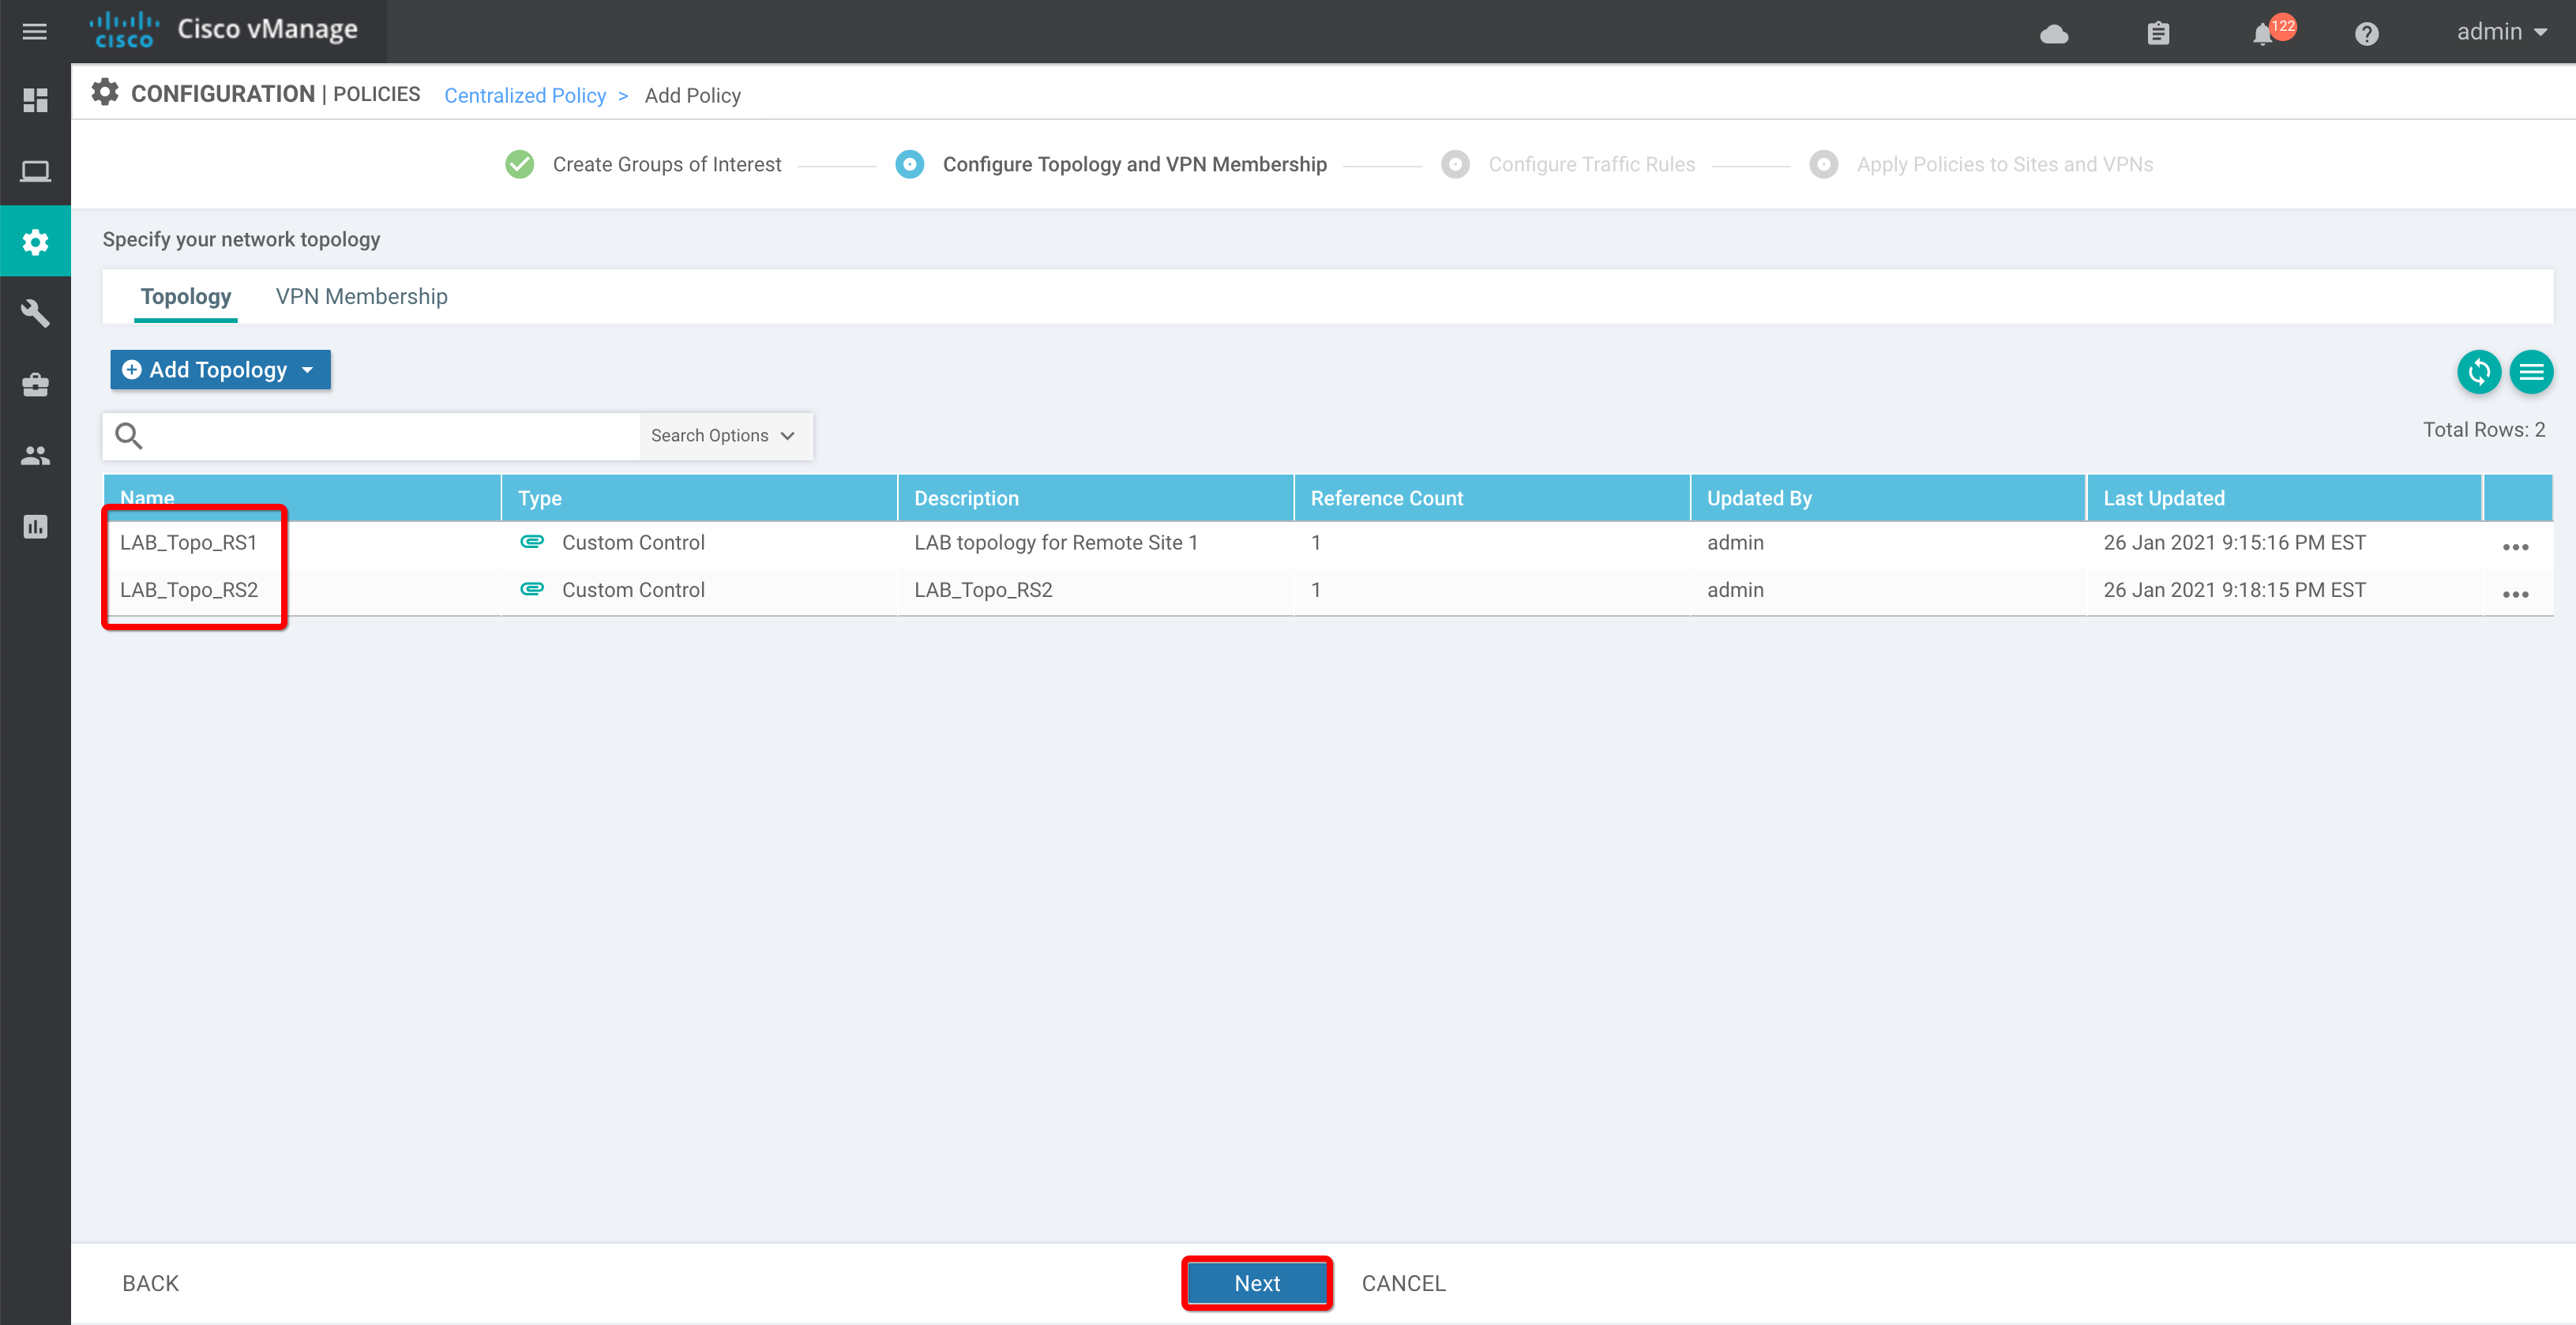 CISCO Cisco vManage 122 admin
CONFIGURATION | POLICIES Centralized Policy > Add Policy
Create Groups of Interest Configure Topology and VPN Membership Configure Traffic Rules Apply Policies to Sites and VPNs
Specify your network topology
Topology VPN Membership
Add Topology
Search Options
Total Rows: 2
Name Type Description Reference Count Updated By Last Updated
LAB_Topo_RS1 Custom Control LAB topology for Remote Site 1 1 admin 26 Jan 2021 9:15:16 PM EST
LAB_Topo_RS2 Custom Control LAB_Topo_RS2 1 admin 26 Jan 2021 9:18:15 PM EST
BACK Next CANCEL